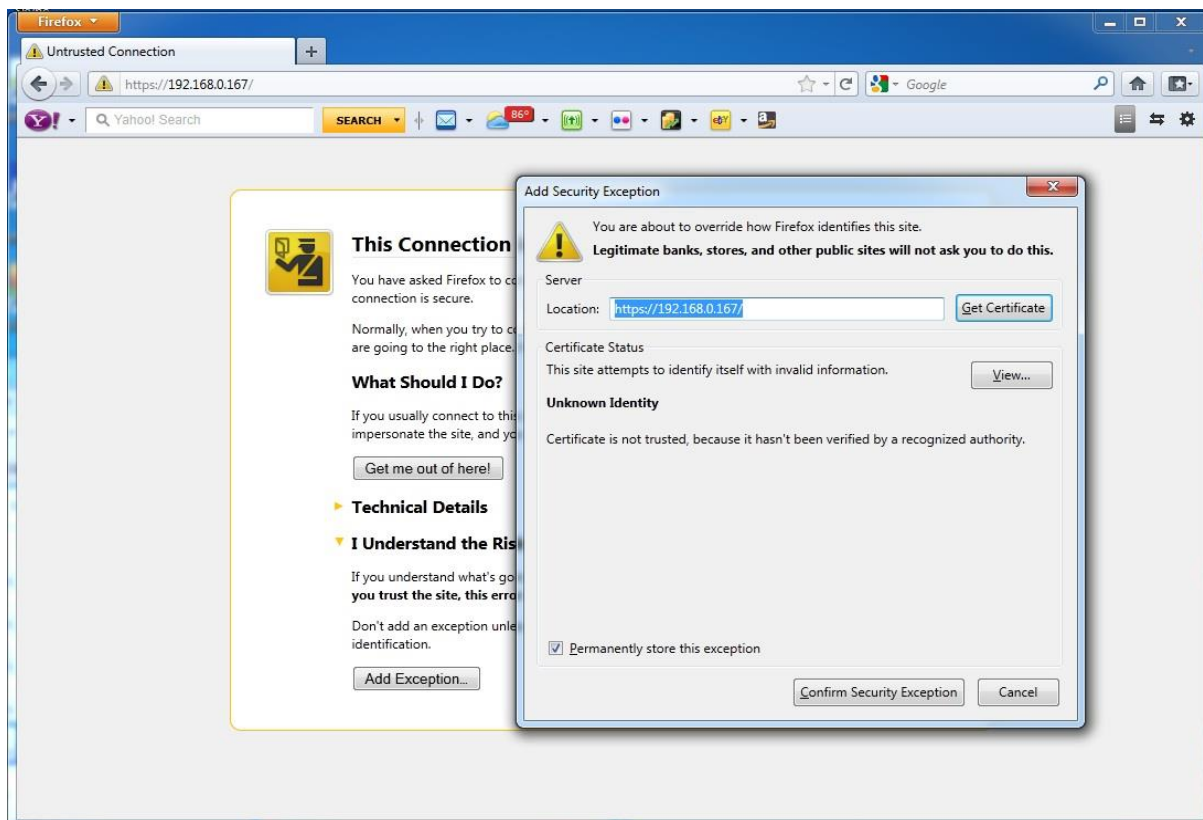 Firefox
Untrusted Connection
https://192.168.0.167/
Google
Y!
Yahoo! Search
SEARCH
86°
ebY
a
This Connection
You have asked Firefox to co
connection is secure.
Normally, when you try to co
are going to the right place.
What Should I Do?
If you usually connect to this
impersonate the site, and yo
Get me out of here!
Technical Details
I Understand the Ris
If you understand what's go
you trust the site, this erro
Don't add an exception unle
identification.
Add Exception...
Add Security Exception
You are about to override how Firefox identifies this site.
Legitimate banks, stores, and other public sites will not ask you to do this.
Server
Location:
https://192.168.0.167/
Get Certificate
Certificate Status
This site attempts to identify itself with invalid information.
View...
Unknown Identity
Certificate is not trusted, because it hasn't been verified by a recognized authority.
Permanently store this exception
Confirm Security Exception
Cancel